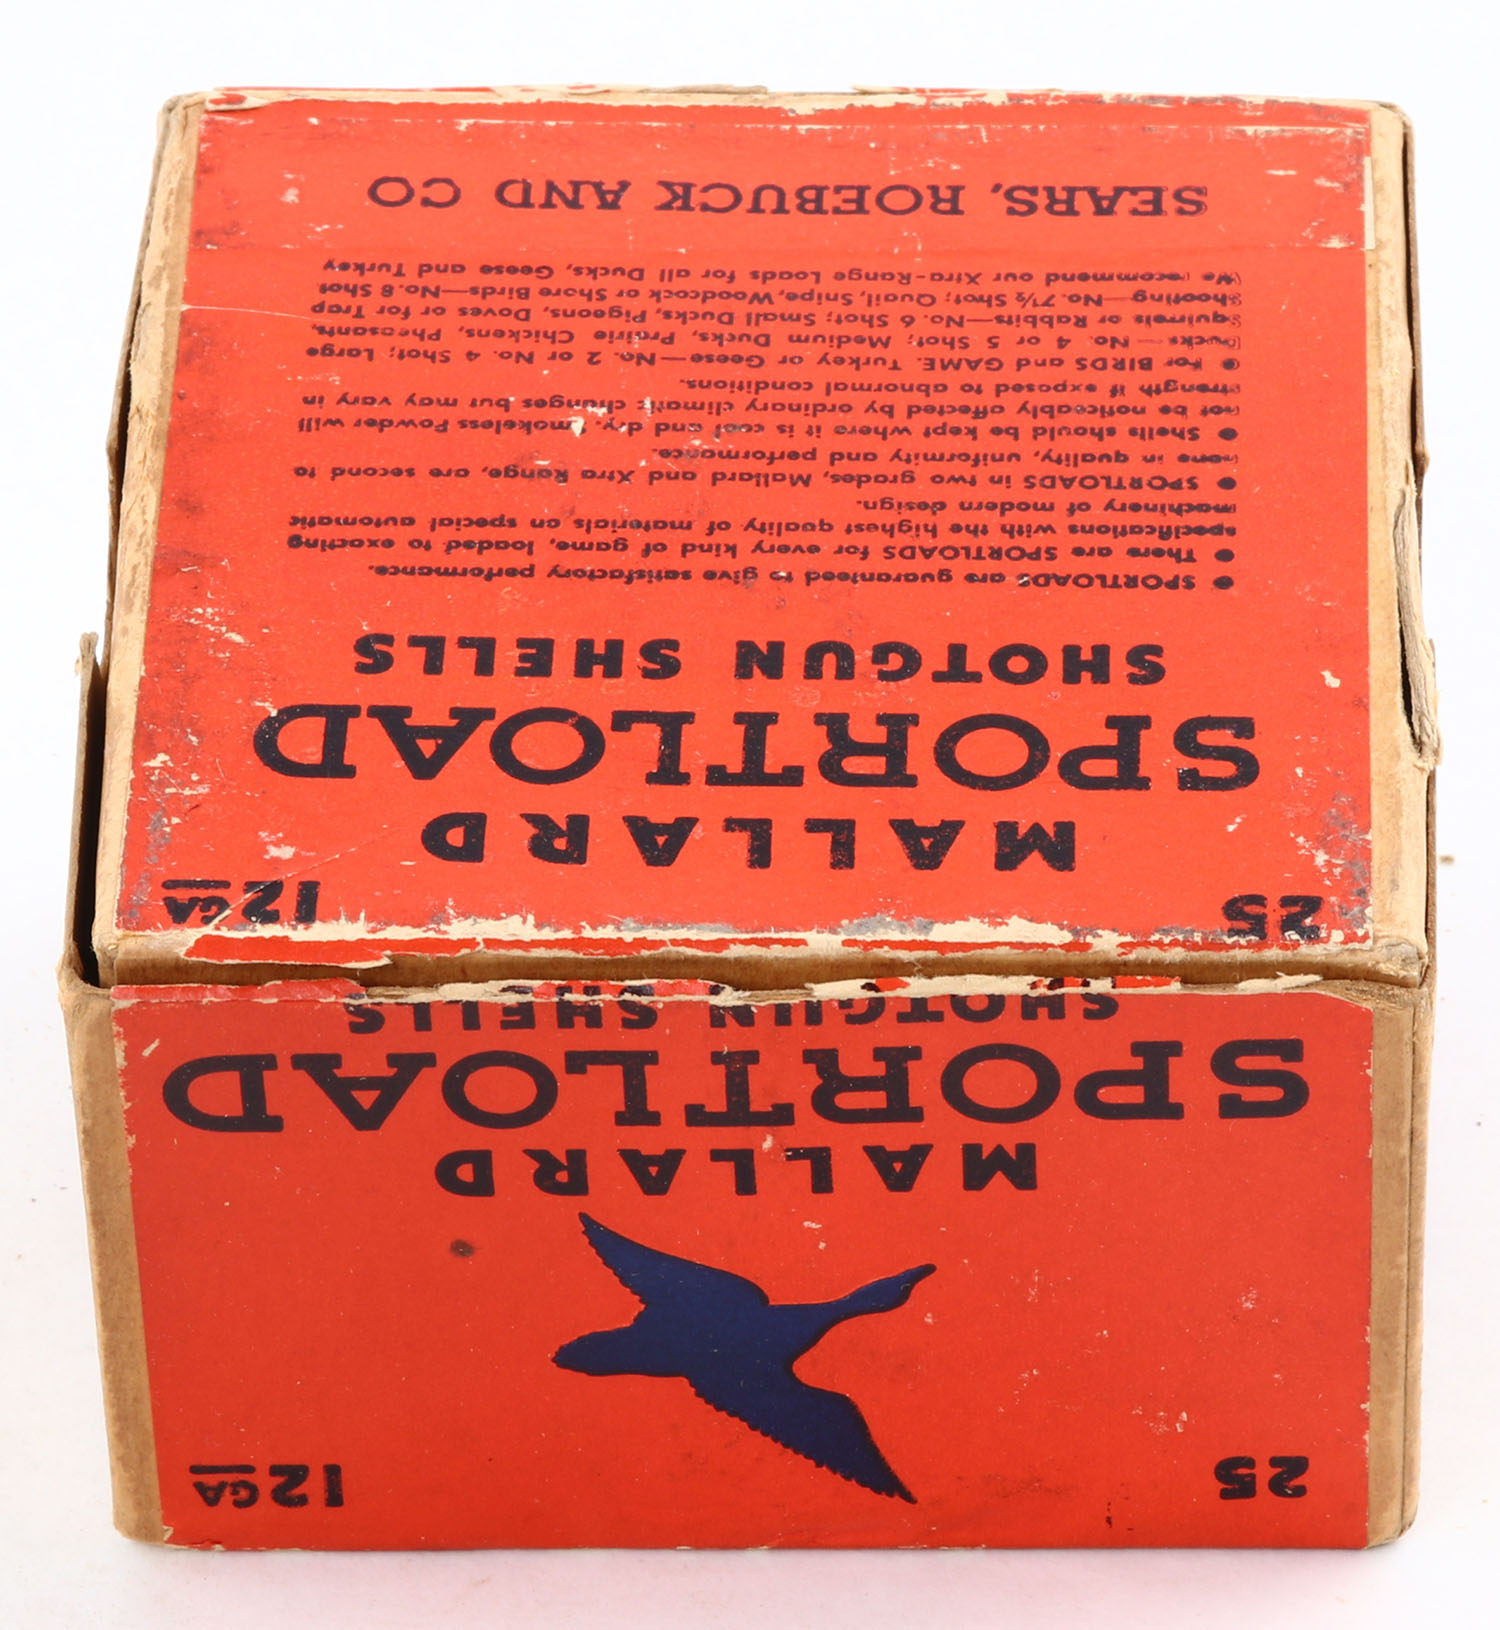 25 12 GA
MALLARD
SPORTLOAD
SHOTGUN SHELLS
25 12 GA
MALLARD
SPORTLOAD
SHOTGUN SHELLS
● SPORTLOADS are guaranteed to give satisfactory performance.
● There are SPORTLOADS for every kind of game, loaded to exacting
specifications with the highest quality of materials on special automatic
machinery of modern design.
● SPORTLOADS in two grades, Mallard and Xtra Range, are second to
none in quality, uniformity and performance.
● Shells should be kept where it is cool and dry. Smokeless Powder will
not be noticeably affected by ordinary climatic changes but may vary in
strength if exposed to abnormal conditions.
● For BIRDS and GAME. Turkey or Geese—No. 2 or No. 4 Shot; Large
Ducks—No. 4 or 5 Shot; Medium Ducks, Prairie Chickens, Pheasants,
Squirrels or Rabbits—No. 6 Shot; Small Ducks, Pigeons, Doves or for Trap
Shooting—No. 7½ Shot; Quail, Snipe, Woodcock or Shore Birds—No. 8 Shot
We recommend our Xtra-Range Loads for all Ducks, Geese and Turkey
SEARS, ROEBUCK AND CO